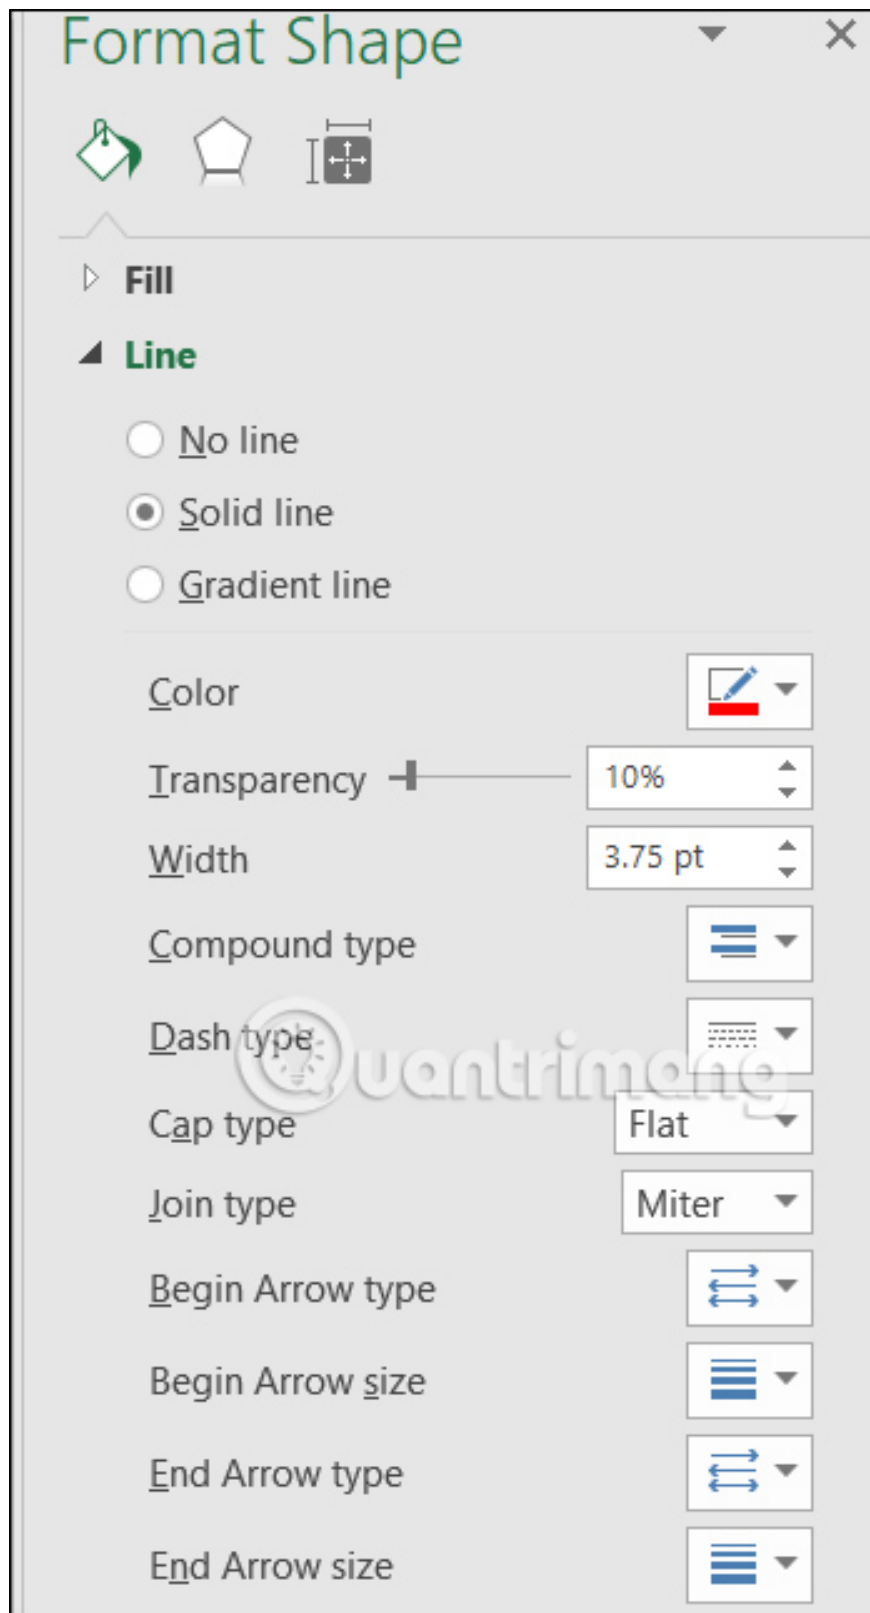 Format Shape
Fill
Line
No line
Solid line
Gradient line
Color
Transparency 10%
Width 3.75 pt
Compound type
Dash type
Quantrimang
Cap type Flat
Join type Miter
Begin Arrow type
Begin Arrow size
End Arrow type
End Arrow size